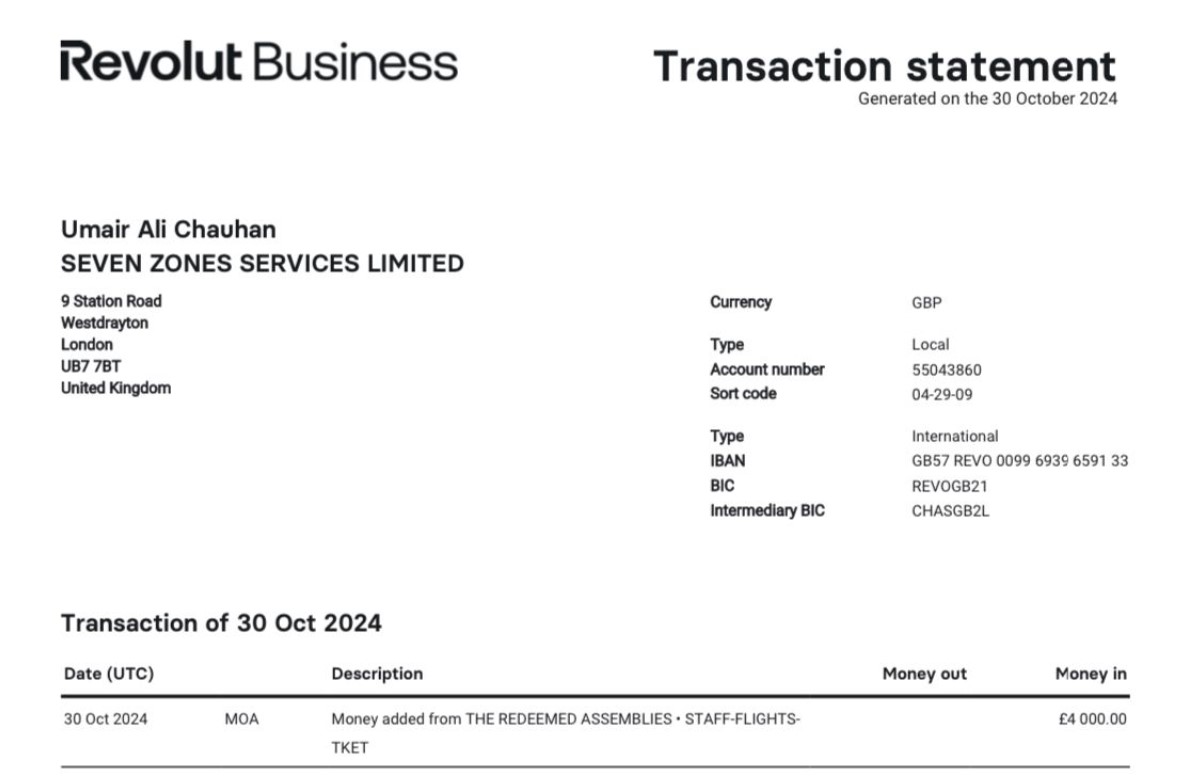 Revolut Business
Transaction statement
Generated on the 30 October 2024
Umair Ali Chauhan
SEVEN ZONES SERVICES LIMITED
9 Station Road
Westdrayton
London
UB7 7BT
United Kingdom
Currency GBP
Type Local
Account number 55043860
Sort code 04-29-09
Type International
IBAN GB57 REVO 0099 6939 6591 33
BIC REVOGB21
Intermediary BIC CHASGB2L
Transaction of 30 Oct 2024
Date (UTC) Description Money out Money in
30 Oct 2024 MOA Money added from THE REDEEMED ASSEMBLIES • STAFF-FLIGHTS- £4 000.00
TKET